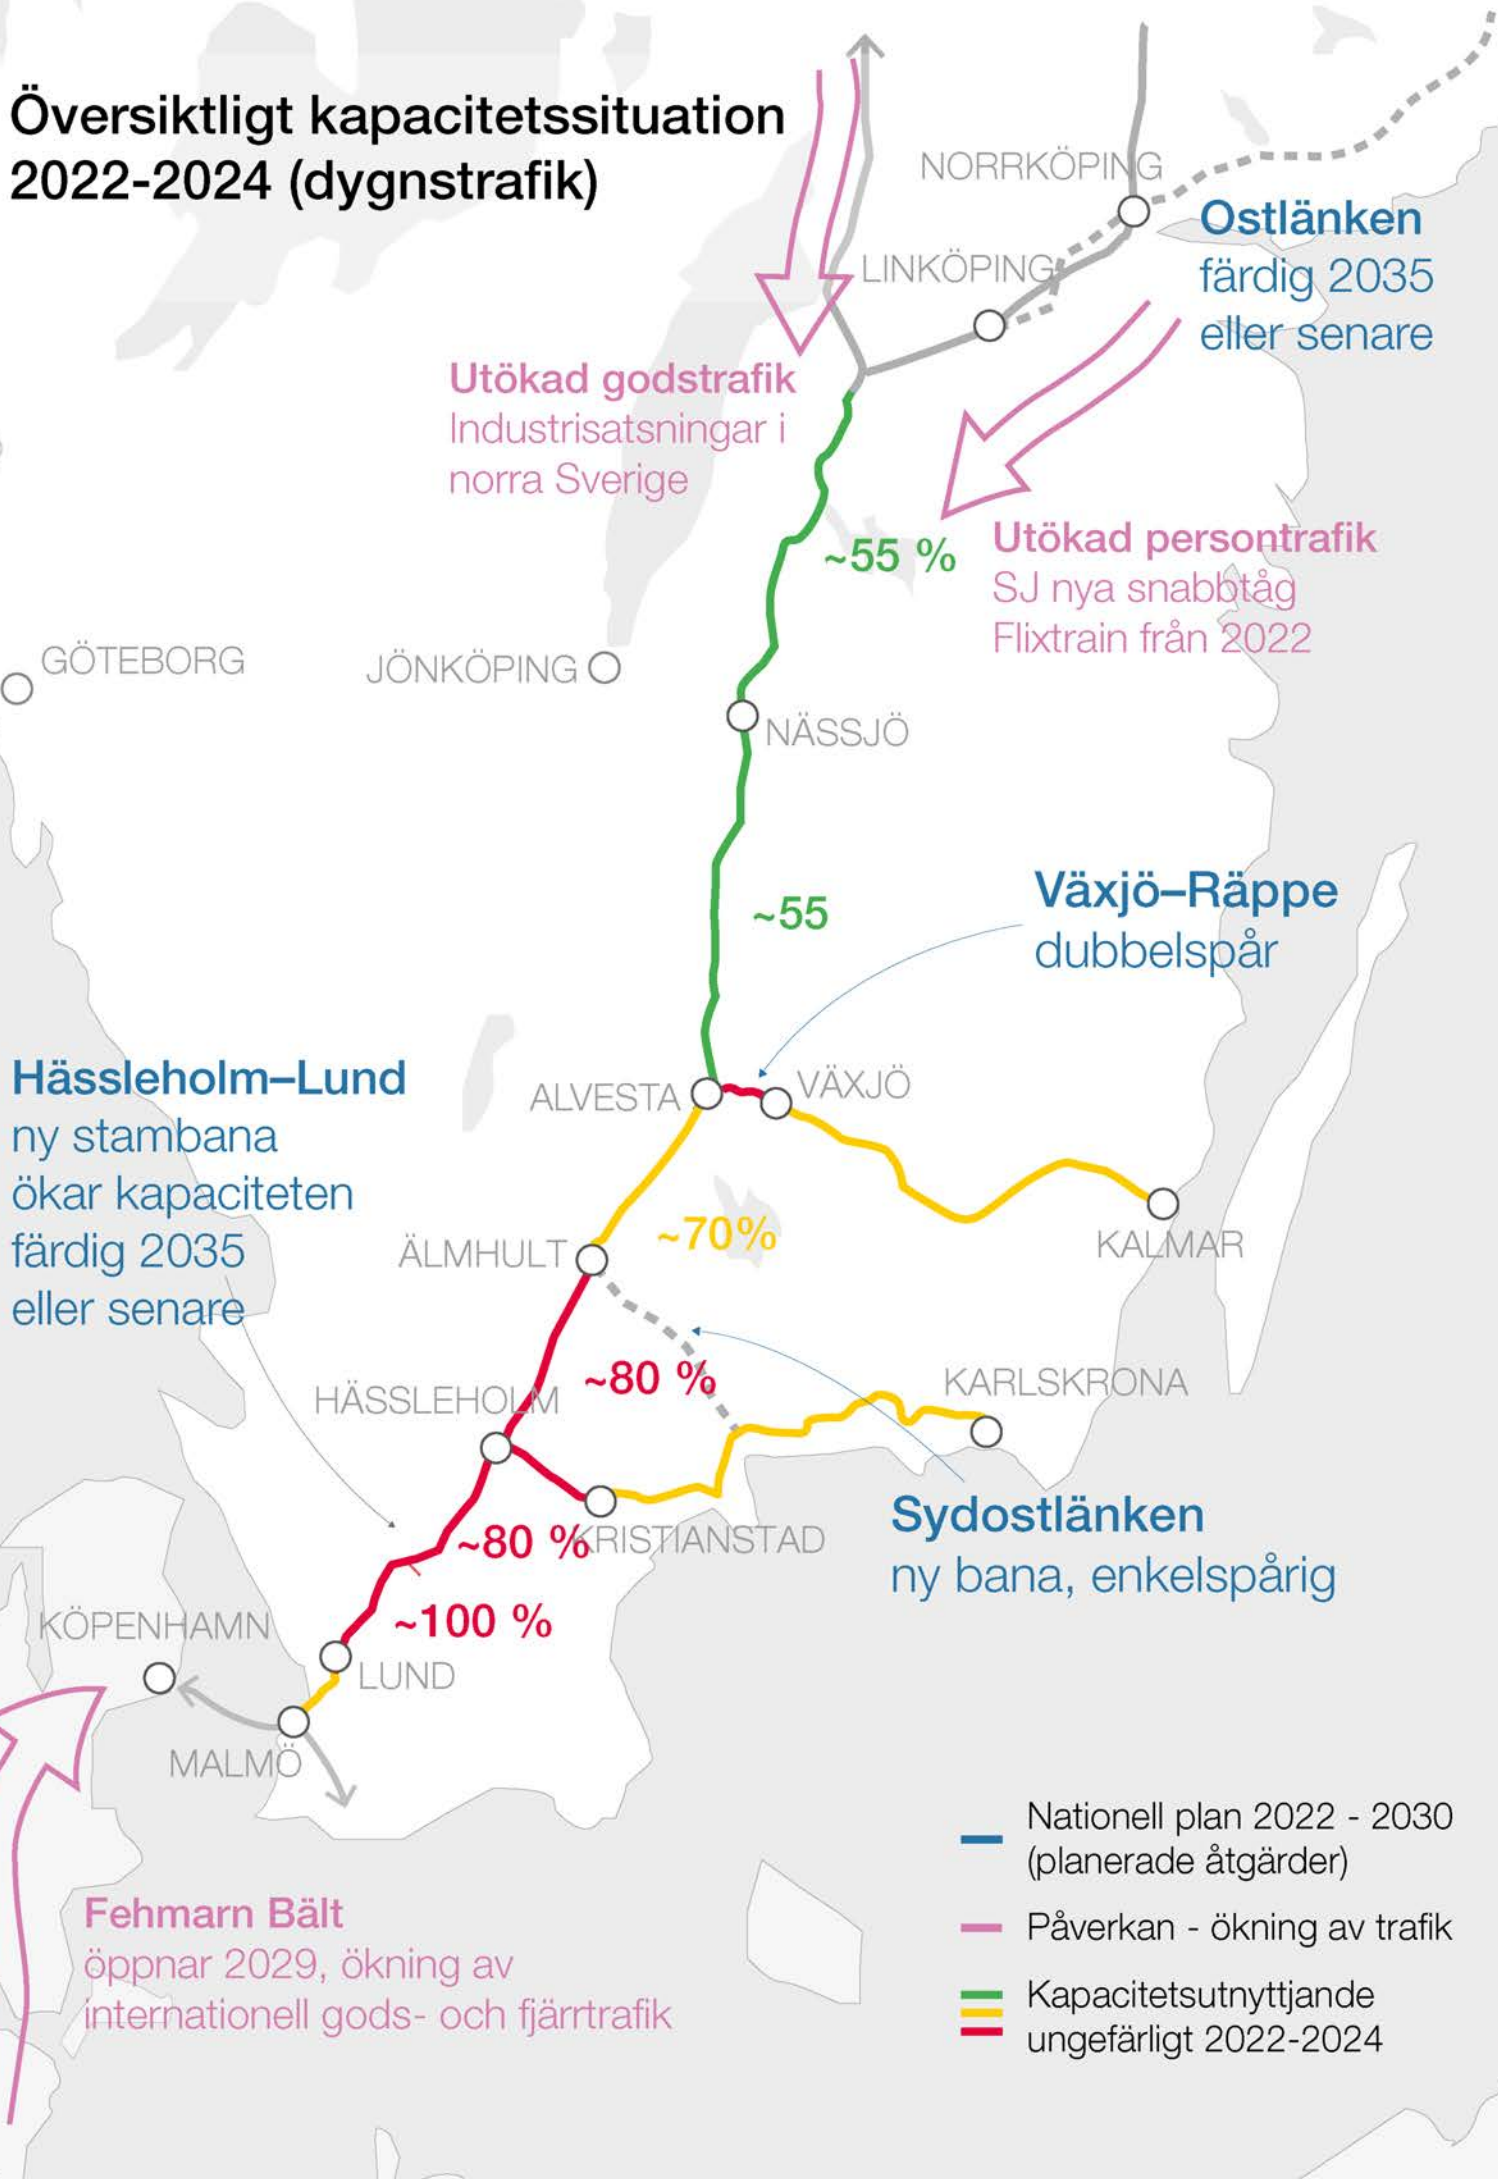 Översiktligt kapacitetssituation
2022-2024 (dygnstrafik)
NORRKÖPING
Ostlänken
färdig 2035
eller senare
LINKÖPING
Utökad godstrafik
Industrisatsningar i
norra Sverige
~55 %
Utökad persontrafik
SJ nya snabbtåg
Flixtrain från 2022
GÖTEBORG
JÖNKÖPING
NÄSSJÖ
~55
Växjö–Räppe
dubbelspår
Hässleholm–Lund
ny stambana
ökar kapaciteten
färdig 2035
eller senare
ALVESTA
VÄXJÖ
~70%
ÄLMHULT
KALMAR
~80 %
HÄSSLEHOLM
KARLSKRONA
Sydostlänken
ny bana, enkelspårig
~80 %
KRISTIANSTAD
~100 %
KÖPENHAMN
LUND
MALMÖ
Fehmarn Bält
öppnar 2029, ökning av
internationell gods- och fjärrtrafik
Nationell plan 2022 - 2030
(planerade åtgärder)
Påverkan - ökning av trafik
Kapacitetsutnyttjande
ungefärligt 2022-2024